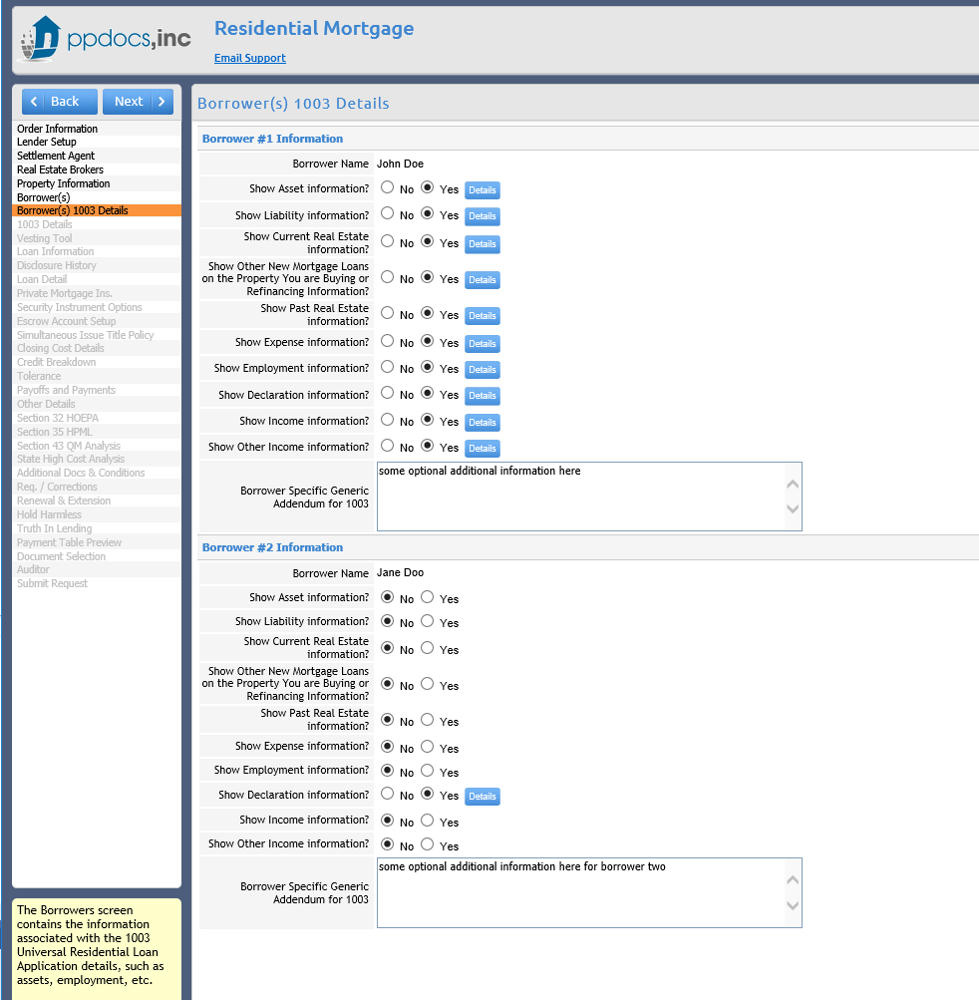 ppdocs,inc
Residential Mortgage
Email Support
Back
Next
Order Information
Lender Setup
Settlement Agent
Real Estate Brokers
Property Information
Borrower(s)
Borrower(s) 1003 Details
1003 Details
Vesting Tool
Loan Information
Disclosure History
Loan Detail
Private Mortgage Ins.
Security Instrument Options
Escrow Account Setup
Simultaneous Issue Title Policy
Closing Cost Details
Credit Breakdown
Tolerance
Payoffs and Payments
Other Details
Section 32 HOEPA
Section 35 HPML
Section 43 QM Analysis
State High Cost Analysis
Additional Docs & Conditions
Req. / Corrections
Renewal & Extension
Hold Harmless
Truth In Lending
Payment Table Preview
Document Selection
Auditor
Submit Request
The Borrowers screen
contains the information
associated with the 1003
Universal Residential Loan
Application details, such as
assets, employment, etc.
Borrower(s) 1003 Details
Borrower #1 Information
Borrower Name John Doe
Show Asset information? No Yes Details
Show Liability information? No Yes Details
Show Current Real Estate
information? No Yes Details
Show Other New Mortgage Loans
on the Property You are Buying or
Refinancing Information? No Yes Details
Show Past Real Estate
information? No Yes Details
Show Expense information? No Yes Details
Show Employment information? No Yes Details
Show Declaration information? No Yes Details
Show Income information? No Yes Details
Show Other Income information? No Yes Details
Borrower Specific Generic
Addendum for 1003
some optional additional information here
Borrower #2 Information
Borrower Name Jane Doo
Show Asset information? No Yes
Show Liability information? No Yes
Show Current Real Estate
information? No Yes
Show Other New Mortgage Loans
on the Property You are Buying or
Refinancing Information? No Yes
Show Past Real Estate
information? No Yes
Show Expense information? No Yes
Show Employment information? No Yes
Show Declaration information? No Yes Details
Show Income information? No Yes
Show Other Income information? No Yes
Borrower Specific Generic
Addendum for 1003
some optional additional information here for borrower two